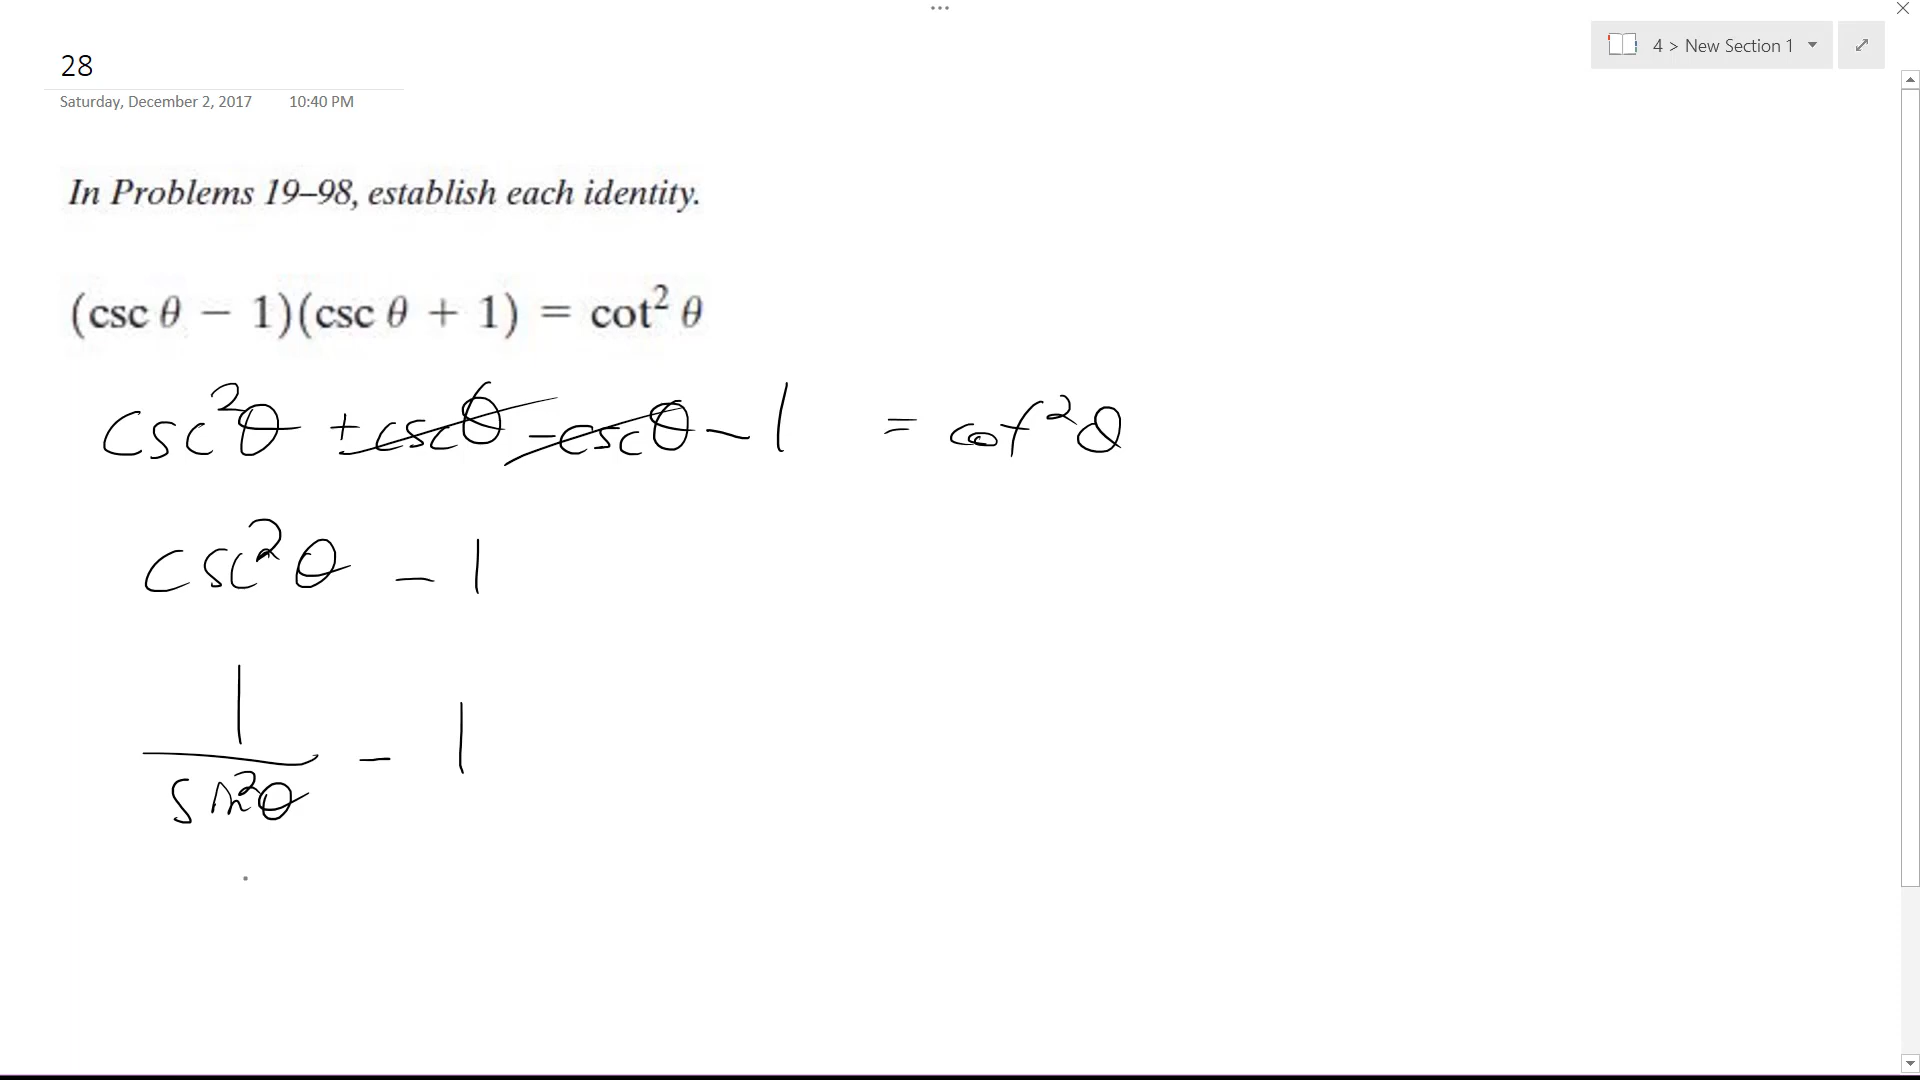 28
4 > New Section 1
Saturday, December 2, 2017 10:40 PM
In Problems 19–98, establish each identity.
(csc θ − 1)(csc θ + 1) = cot² θ
csc²θ + cscθ − cscθ − 1 = cot²θ
csc²θ − 1
1
sin²θ − 1